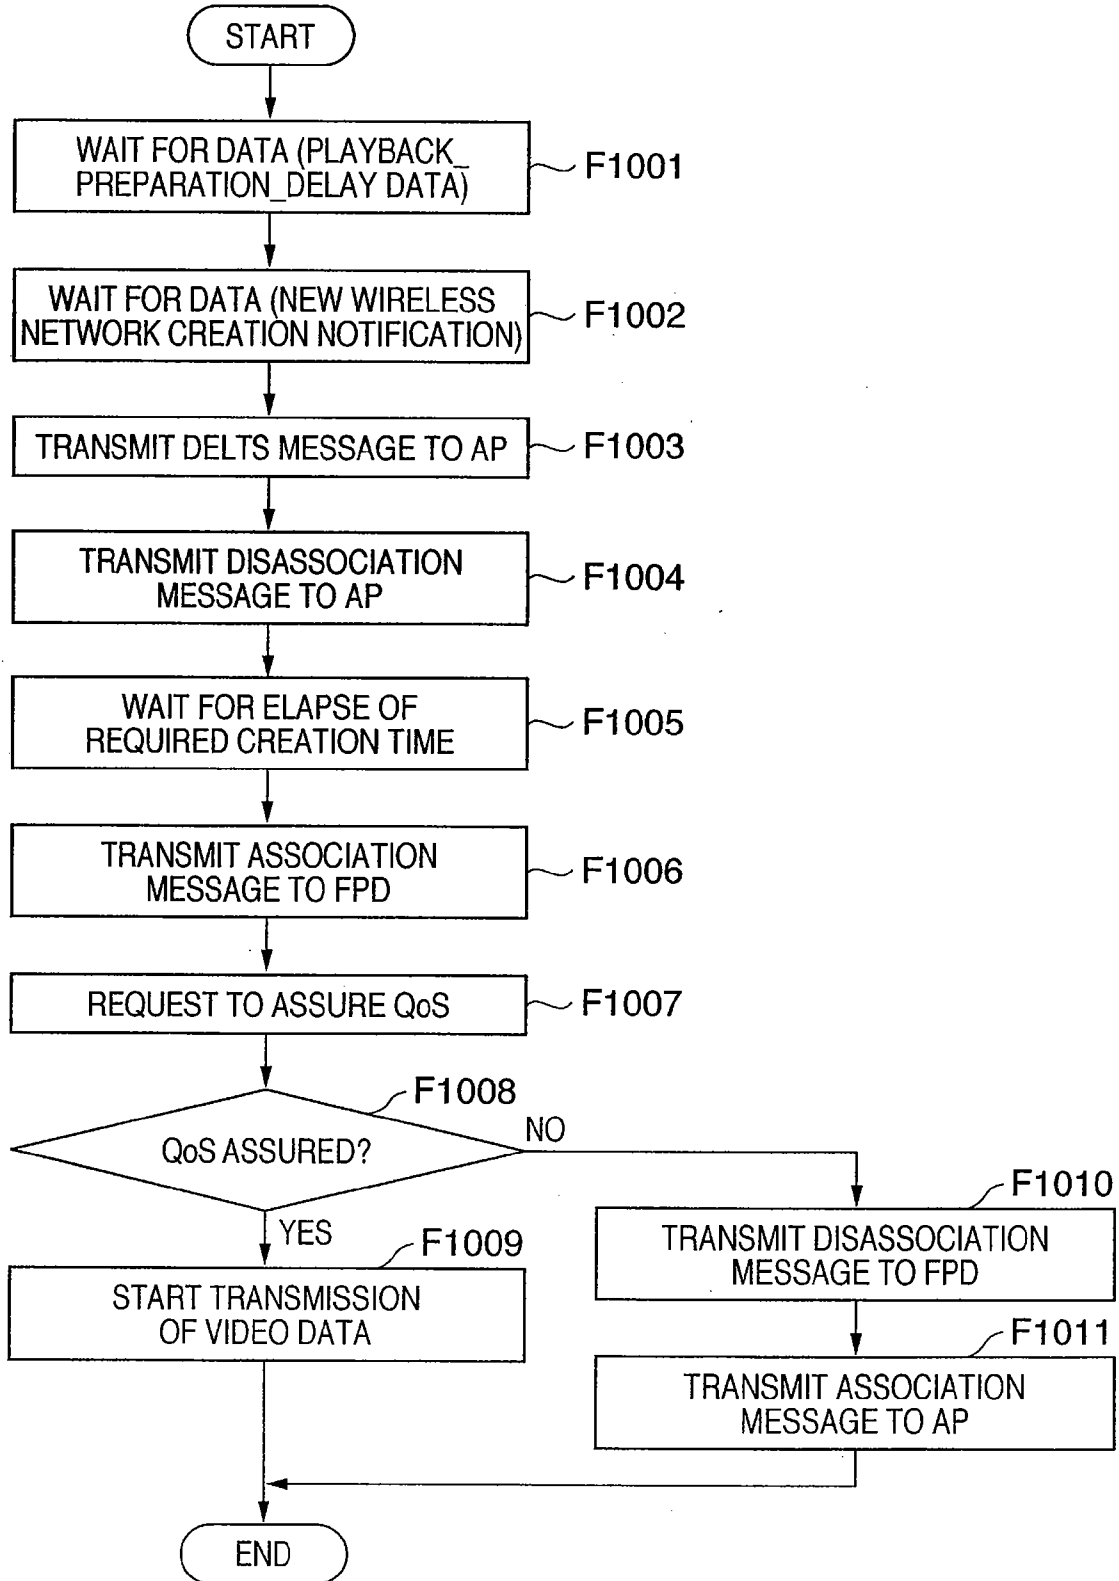 START
WAIT FOR DATA (PLAYBACK_
PREPARATION_DELAY DATA)
F1001
WAIT FOR DATA (NEW WIRELESS
NETWORK CREATION NOTIFICATION)
F1002
TRANSMIT DELTS MESSAGE TO AP
F1003
TRANSMIT DISASSOCIATION
MESSAGE TO AP
F1004
WAIT FOR ELAPSE OF
REQUIRED CREATION TIME
F1005
TRANSMIT ASSOCIATION
MESSAGE TO FPD
F1006
REQUEST TO ASSURE QoS
F1007
F1008
QoS ASSURED?
NO
YES
F1009
START TRANSMISSION
OF VIDEO DATA
F1010
TRANSMIT DISASSOCIATION
MESSAGE TO FPD
F1011
TRANSMIT ASSOCIATION
MESSAGE TO AP
END